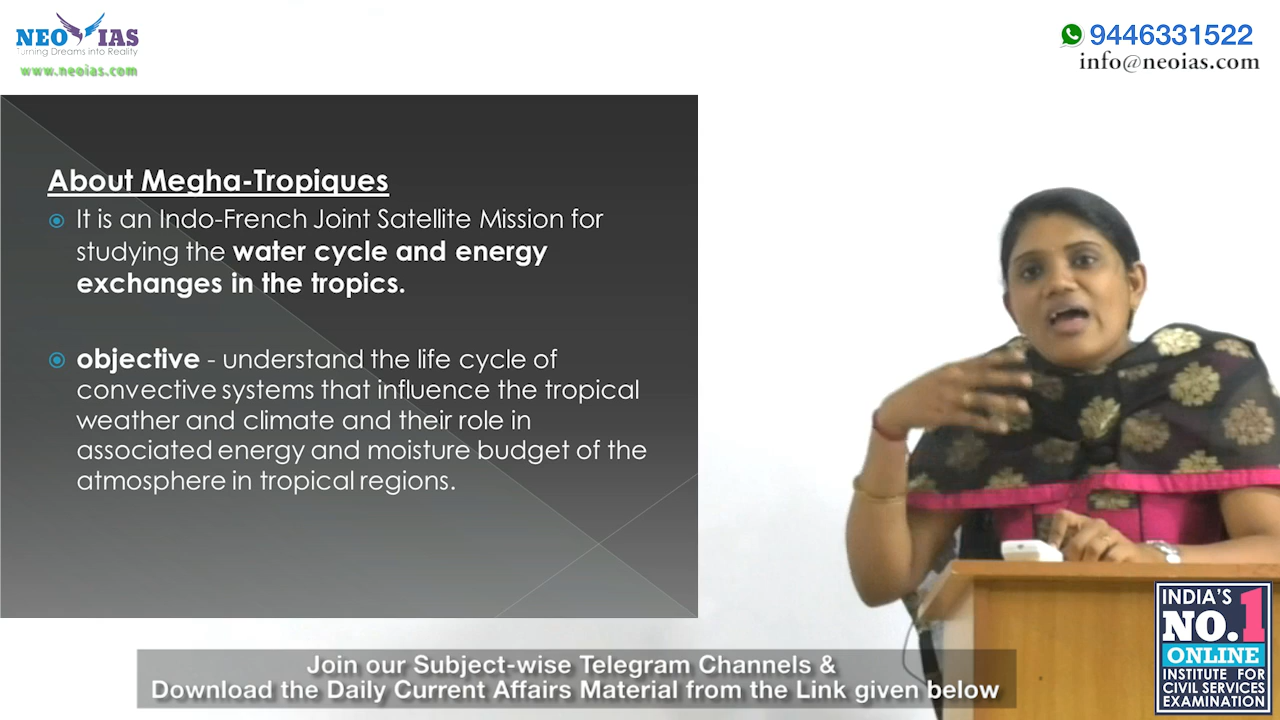 NEO IAS
Turning Dreams into Reality
www.neoias.com
9446331522
info@neoias.com
About Megha-Tropiques
It is an Indo-French Joint Satellite Mission for
studying the water cycle and energy
exchanges in the tropics.
objective - understand the life cycle of
convective systems that influence the tropical
weather and climate and their role in
associated energy and moisture budget of the
atmosphere in tropical regions.
INDIA'S
NO.1
ONLINE
INSTITUTE FOR
CIVIL SERVICES
EXAMINATION
Join our Subject-wise Telegram Channels &
Download the Daily Current Affairs Material from the Link given below